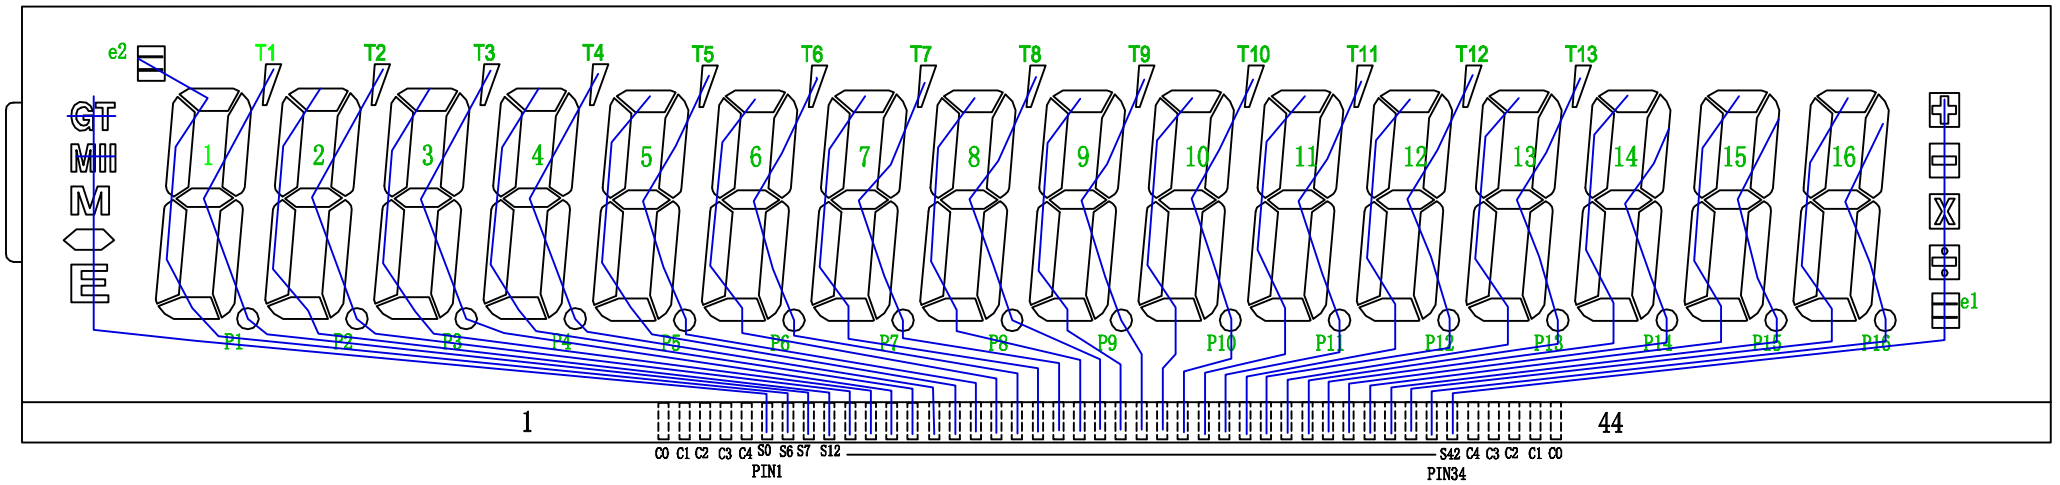 e2 T1 T2 T3 T4 T5 T6 T7 T8 T9 T10 T11 T12 T13
GT
MII
1 2 3 4 5 6 7 8 9 10 11 12 13 14 15 16
M
X
E
e1
P1 P2 P3 P4 P5 P6 P7 P8 P9 P10 P11 P12 P13 P14 P15 P16
1 44
C0 C1 C2 C3 C4 S0 S6 S7 S12 S42 C4 C3 C2 C1 C0
PIN1 PIN34